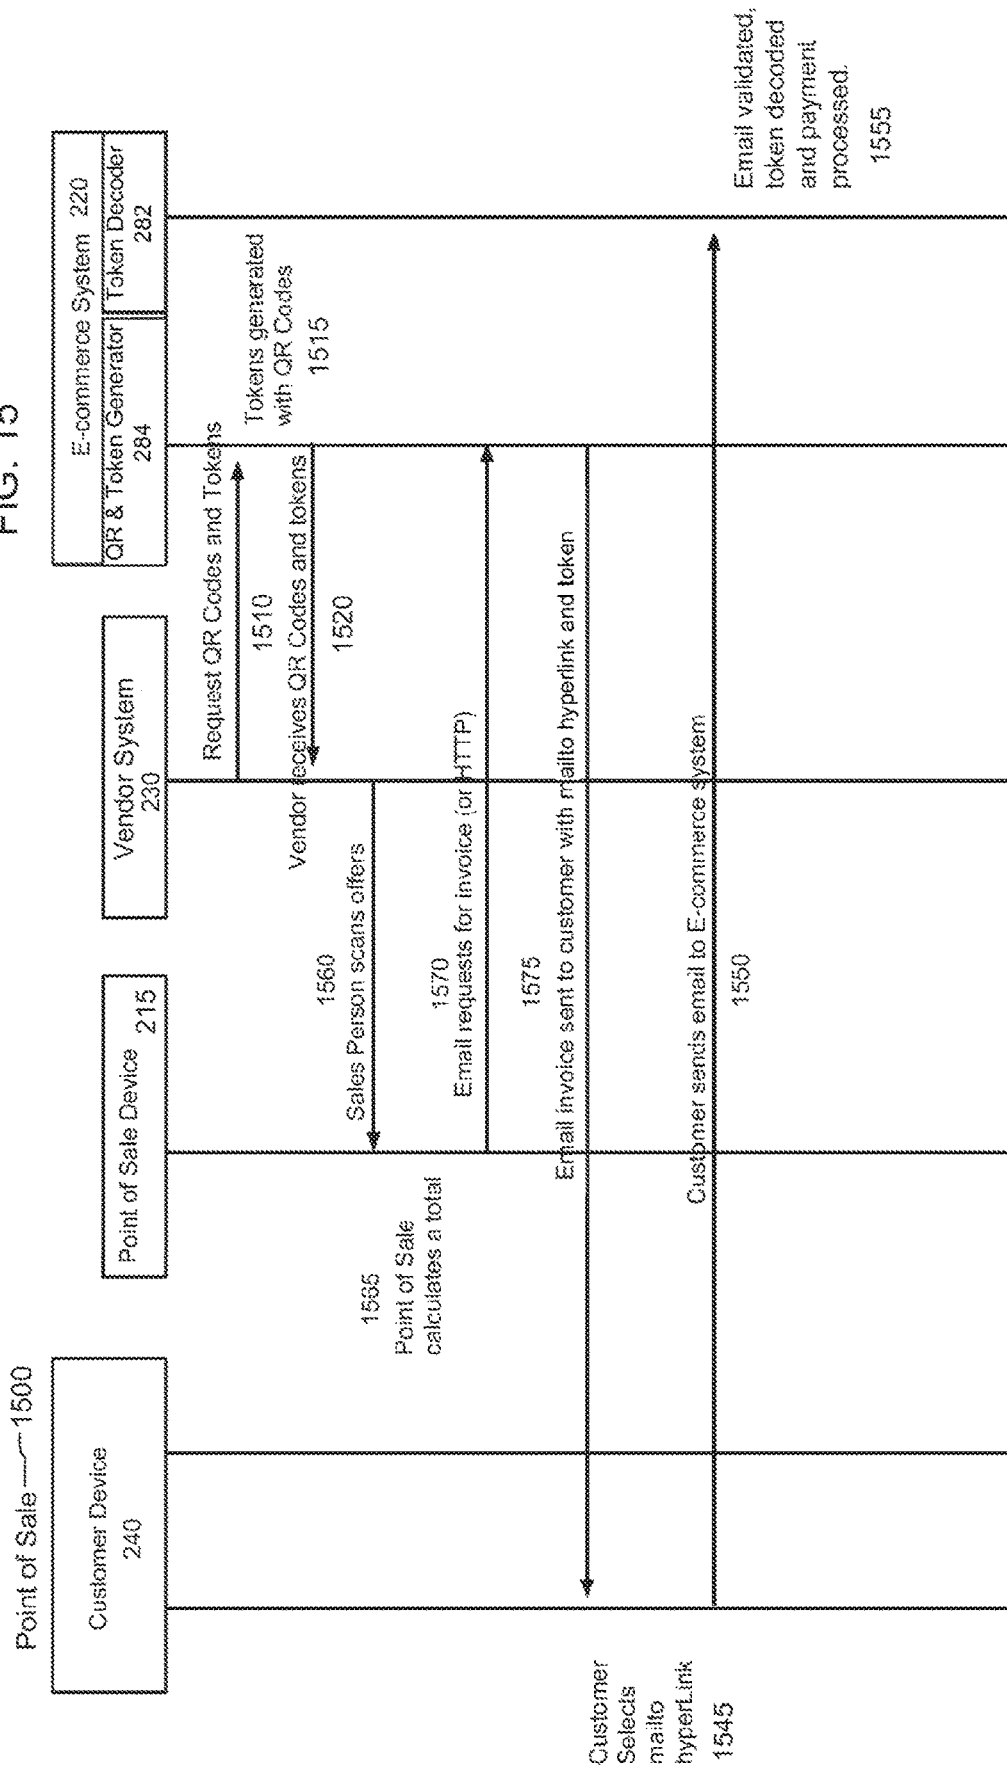 FIG. 15
Point of Sale 1500
Customer Device
240
Point of Sale Device 215
Vendor System
230
E-commerce System 220
QR & Token Generator
284
Token Decoder
282
Request QR Codes and Tokens
1510
Tokens generated
with QR Codes
1515
Vendor receives QR Codes and tokens
1520
1560
Sales Person scans offers
1565
Point of Sale
calculates a total
1570
Email requests for invoice (or HTTP)
1575
Email invoice sent to customer with mailto hyperlink and token
Customer
Selects
mailto
hyperLink
1545
Customer sends email to E-commerce system
1550
Email validated,
token decoded
and payment
processed.
1555